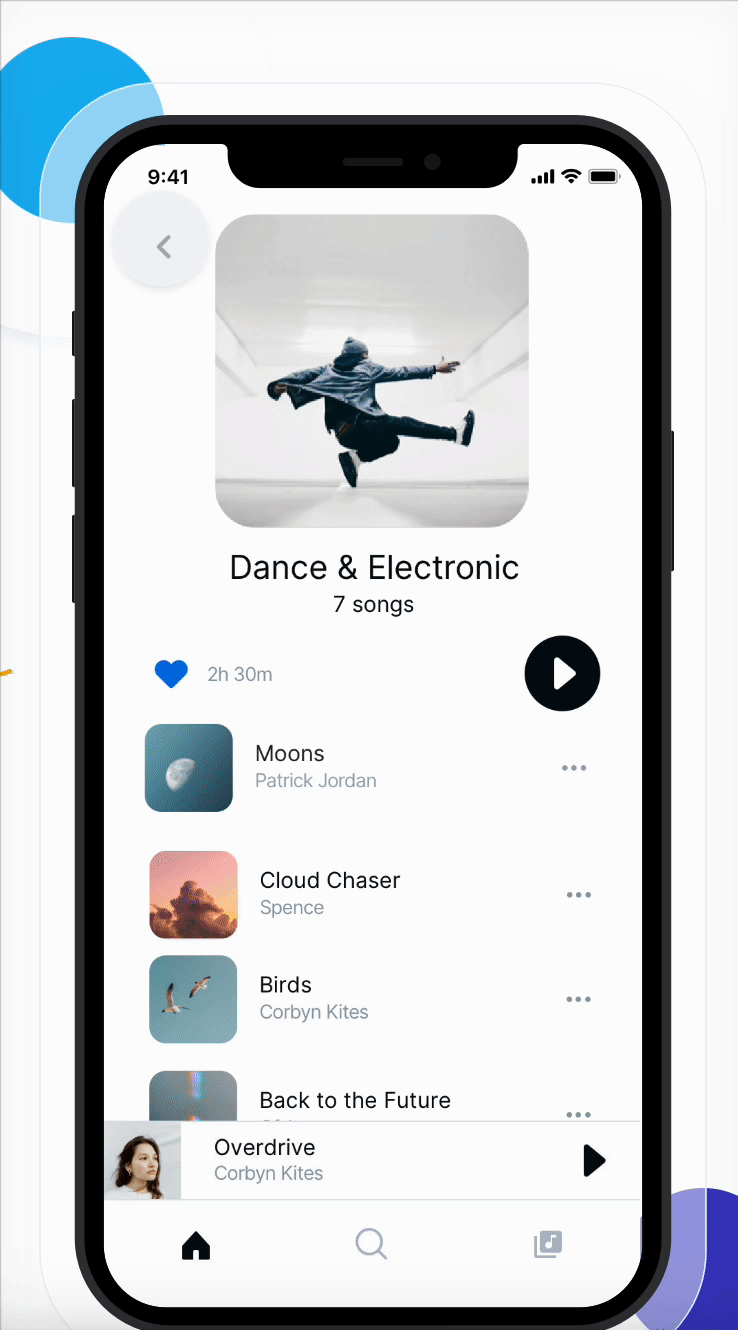 9:41
Dance & Electronic
7 songs
2h 30m
Moons
Patrick Jordan
Cloud Chaser
Spence
Birds
Corbyn Kites
Back to the Future
Overdrive
Corbyn Kites